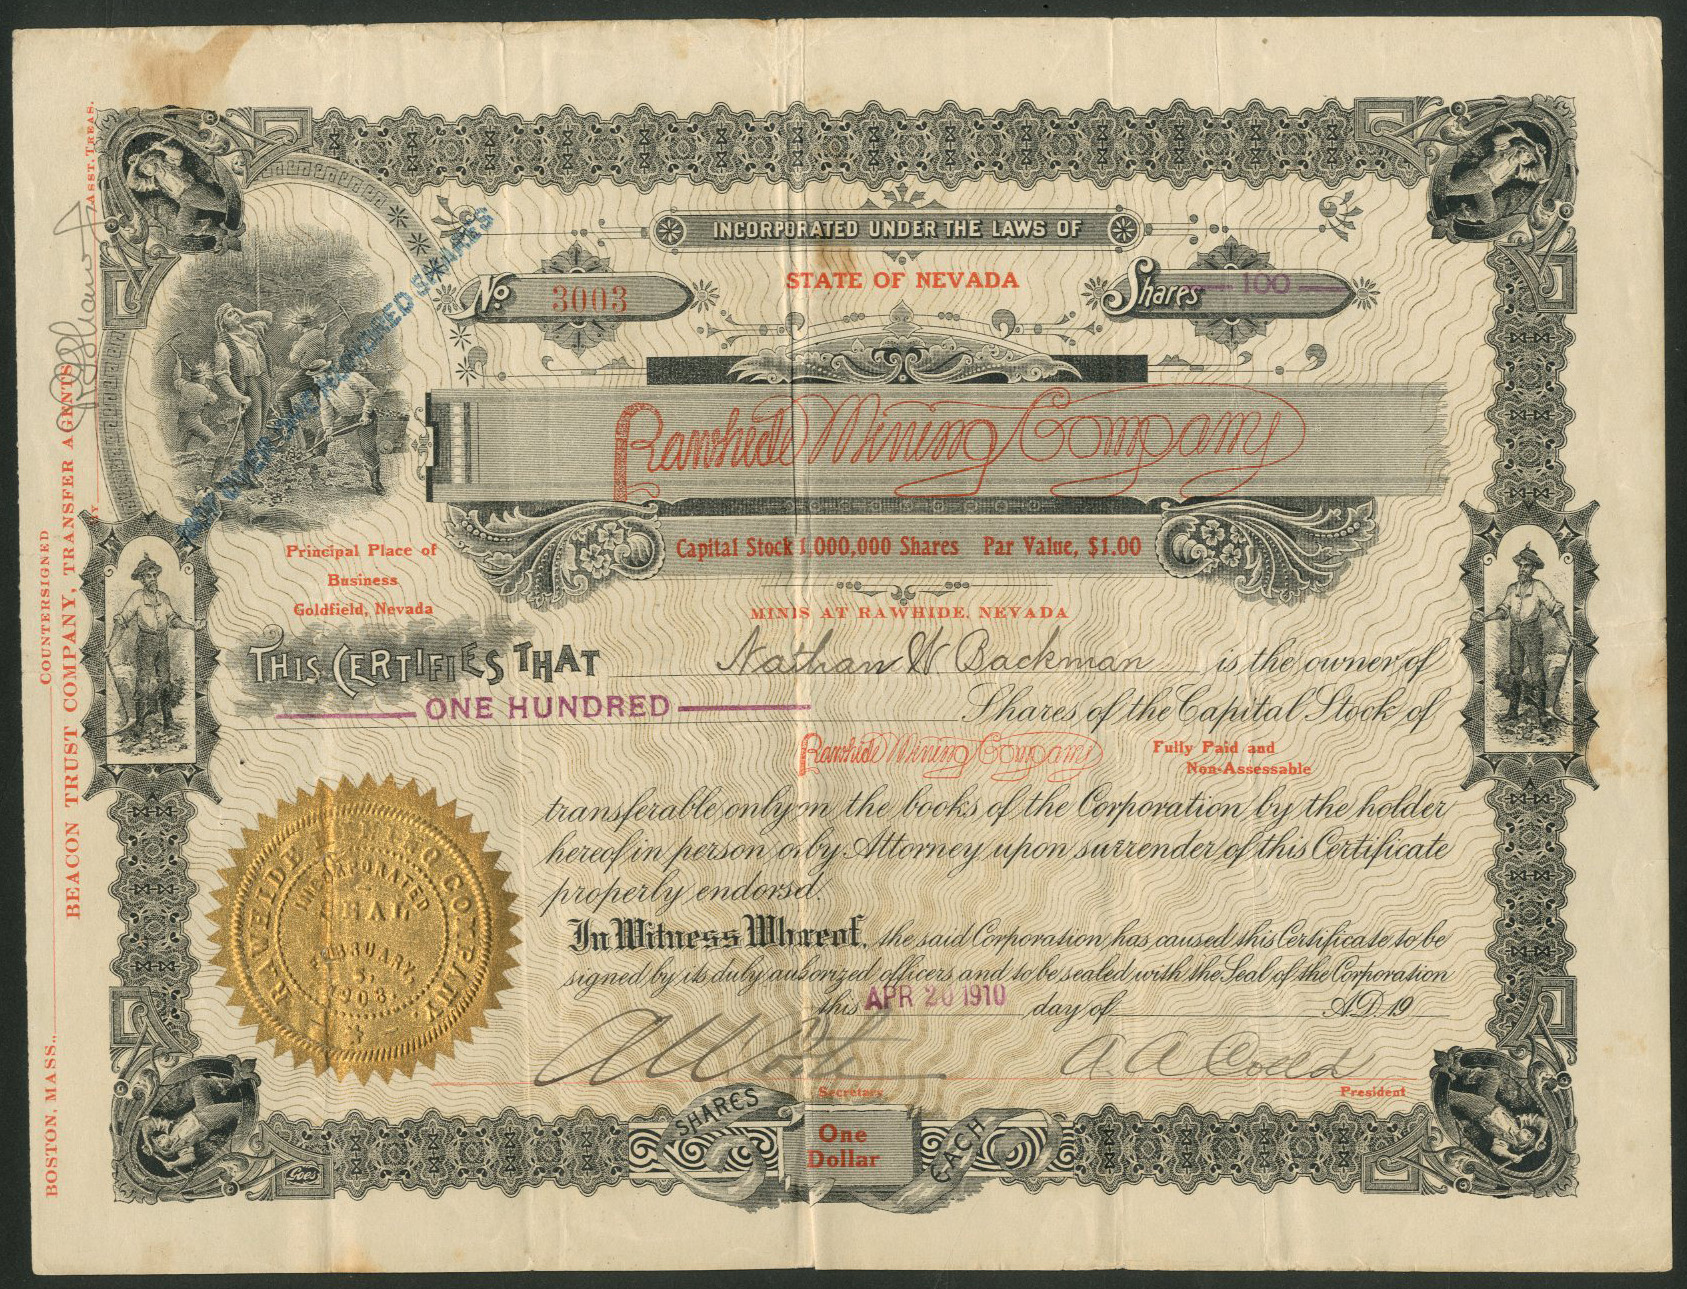 INCORPORATED UNDER THE LAWS OF
STATE OF NEVADA
No. 3003
Shares 100
Rawhide Mining Company
Capital Stock 1,000,000 Shares Par Value, $1.00
Principal Place of
Business
Goldfield, Nevada
MINES AT RAWHIDE, NEVADA
THIS CERTIFIES THAT Nathan W Backman is the owner of
ONE HUNDRED Shares of the Capital Stock of
Rawhide Mining Company Fully Paid and
Non-Assessable
transferable only on the books of the Corporation by the holder
hereof in person or by Attorney upon surrender of this Certificate
properly endorsed.
In Witness Whereof, the said Corporation has caused this Certificate to be
signed by its duly authorized officers and to be sealed with the Seal of the Corporation
this APR 20 1910 day of A.D. 19
Secretary
President
SHARES
One
Dollar
EACH
Goes
RAWHIDE MINING COMPANY
INCORPORATED
SEAL
FEBRUARY
5,
1908.
COUNTERSIGNED
BOSTON, MASS.,
BEACON TRUST COMPANY, TRANSFER AGENTS
BY
ASST. TREAS.